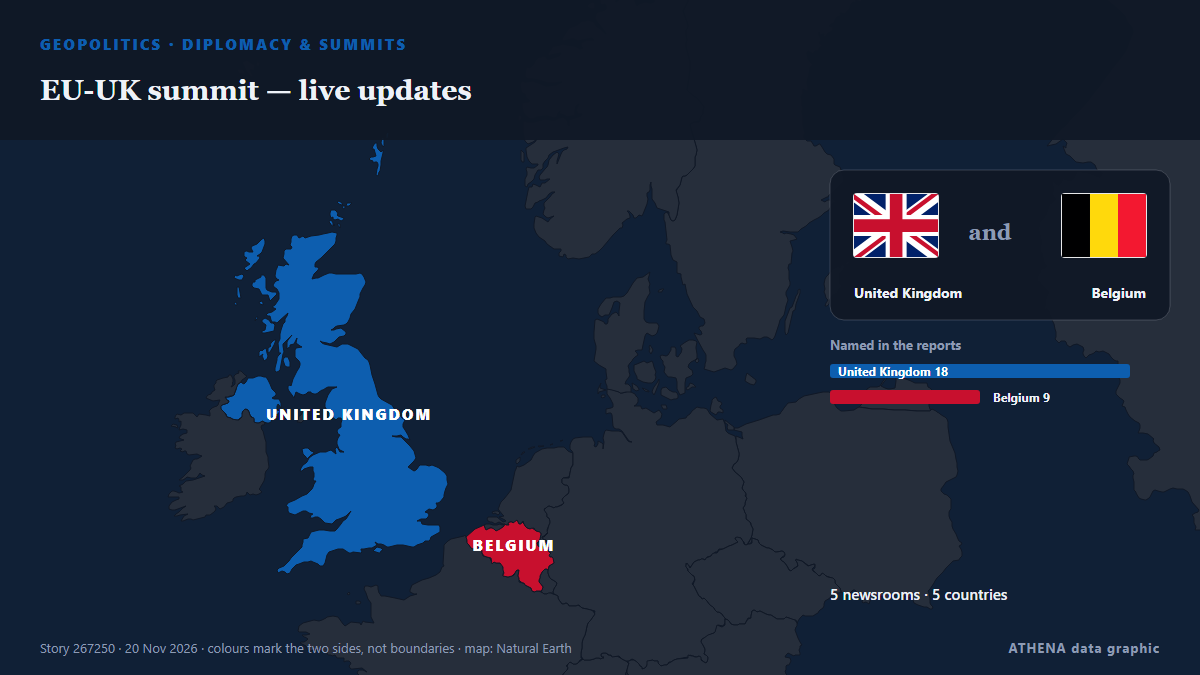 GEOPOLITICS · DIPLOMACY & SUMMITS
EU-UK summit — live updates
and
United Kingdom
Belgium
Named in the reports
United Kingdom 18
Belgium 9
UNITED KINGDOM
BELGIUM
5 newsrooms · 5 countries
Story 267250 · 20 Nov 2026 · colours mark the two sides, not boundaries · map: Natural Earth
ATHENA data graphic